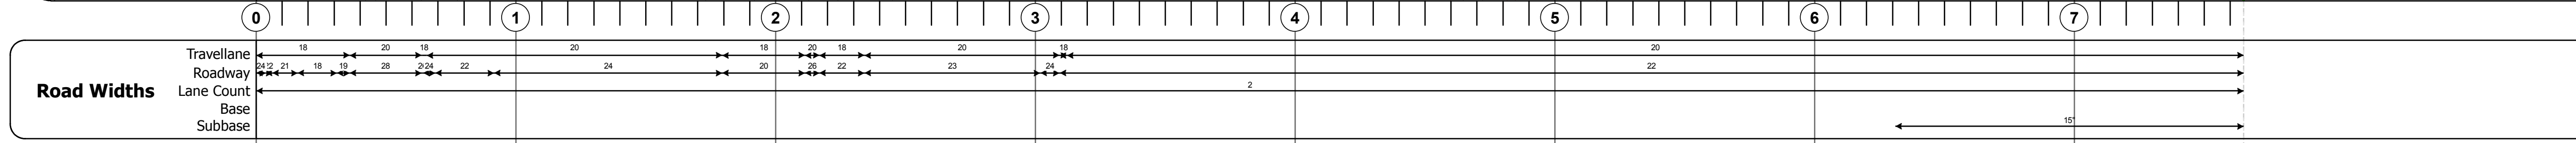 0 1 2 3 4 5 6 7
Travellane 18 20 18 20 18 20 18 20 18 20
Roadway 24 21 18 19 28 24 22 24 20 26 22 23 24 22
Road Widths
Lane Count 2
Base
Subbase 15"